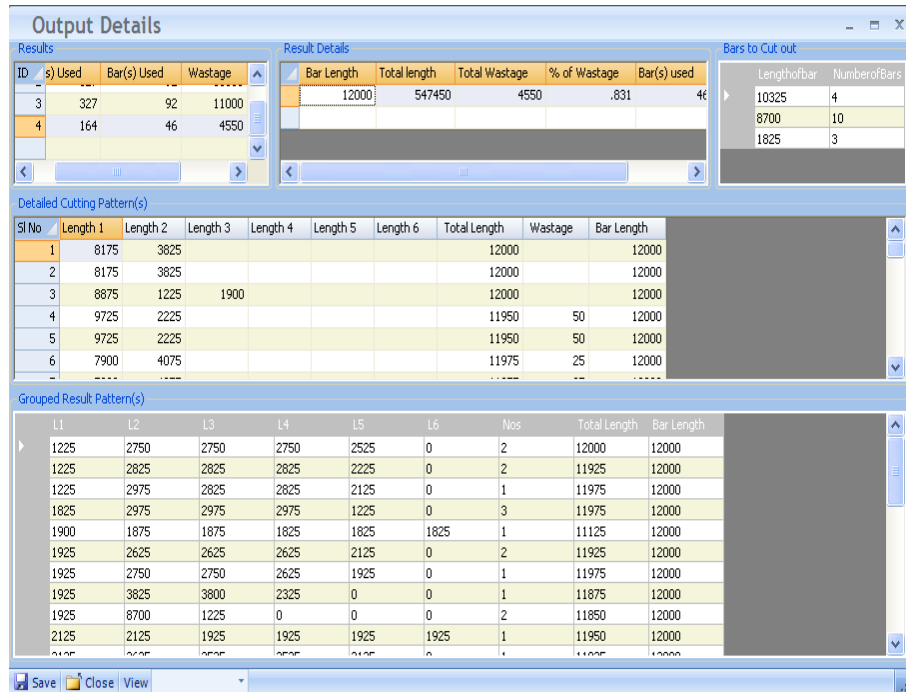 Output Details
Results
ID s) Used Bar(s) Used Wastage
3 327 92 11000
4 164 46 4550
Result Details
Bar Length Total length Total Wastage % of Wastage Bar(s) used
12000 547450 4550 .831 46
Bars to Cut out
Lengthofbar NumberofBars
10325 4
8700 10
1825 3
Detailed Cutting Pattern(s)
Sl No Length 1 Length 2 Length 3 Length 4 Length 5 Length 6 Total Length Wastage Bar Length
1 8175 3825 12000 12000
2 8175 3825 12000 12000
3 8875 1225 1900 12000 12000
4 9725 2225 11950 50 12000
5 9725 2225 11950 50 12000
6 7900 4075 11975 25 12000
Grouped Result Pattern(s)
L1 L2 L3 L4 L5 L6 Nos Total Length Bar Length
1225 2750 2750 2750 2525 0 2 12000 12000
1225 2825 2825 2825 2225 0 2 11925 12000
1225 2975 2825 2825 2125 0 1 11975 12000
1825 2975 2975 2975 1225 0 3 11975 12000
1900 1875 1875 1825 1825 1825 1 11125 12000
1925 2625 2625 2625 2125 0 2 11925 12000
1925 2750 2750 2625 1925 0 1 11975 12000
1925 3825 3800 2325 0 0 1 11875 12000
1925 8700 1225 0 0 0 2 11850 12000
2125 2125 1925 1925 1925 1925 1 11950 12000
Save Close View